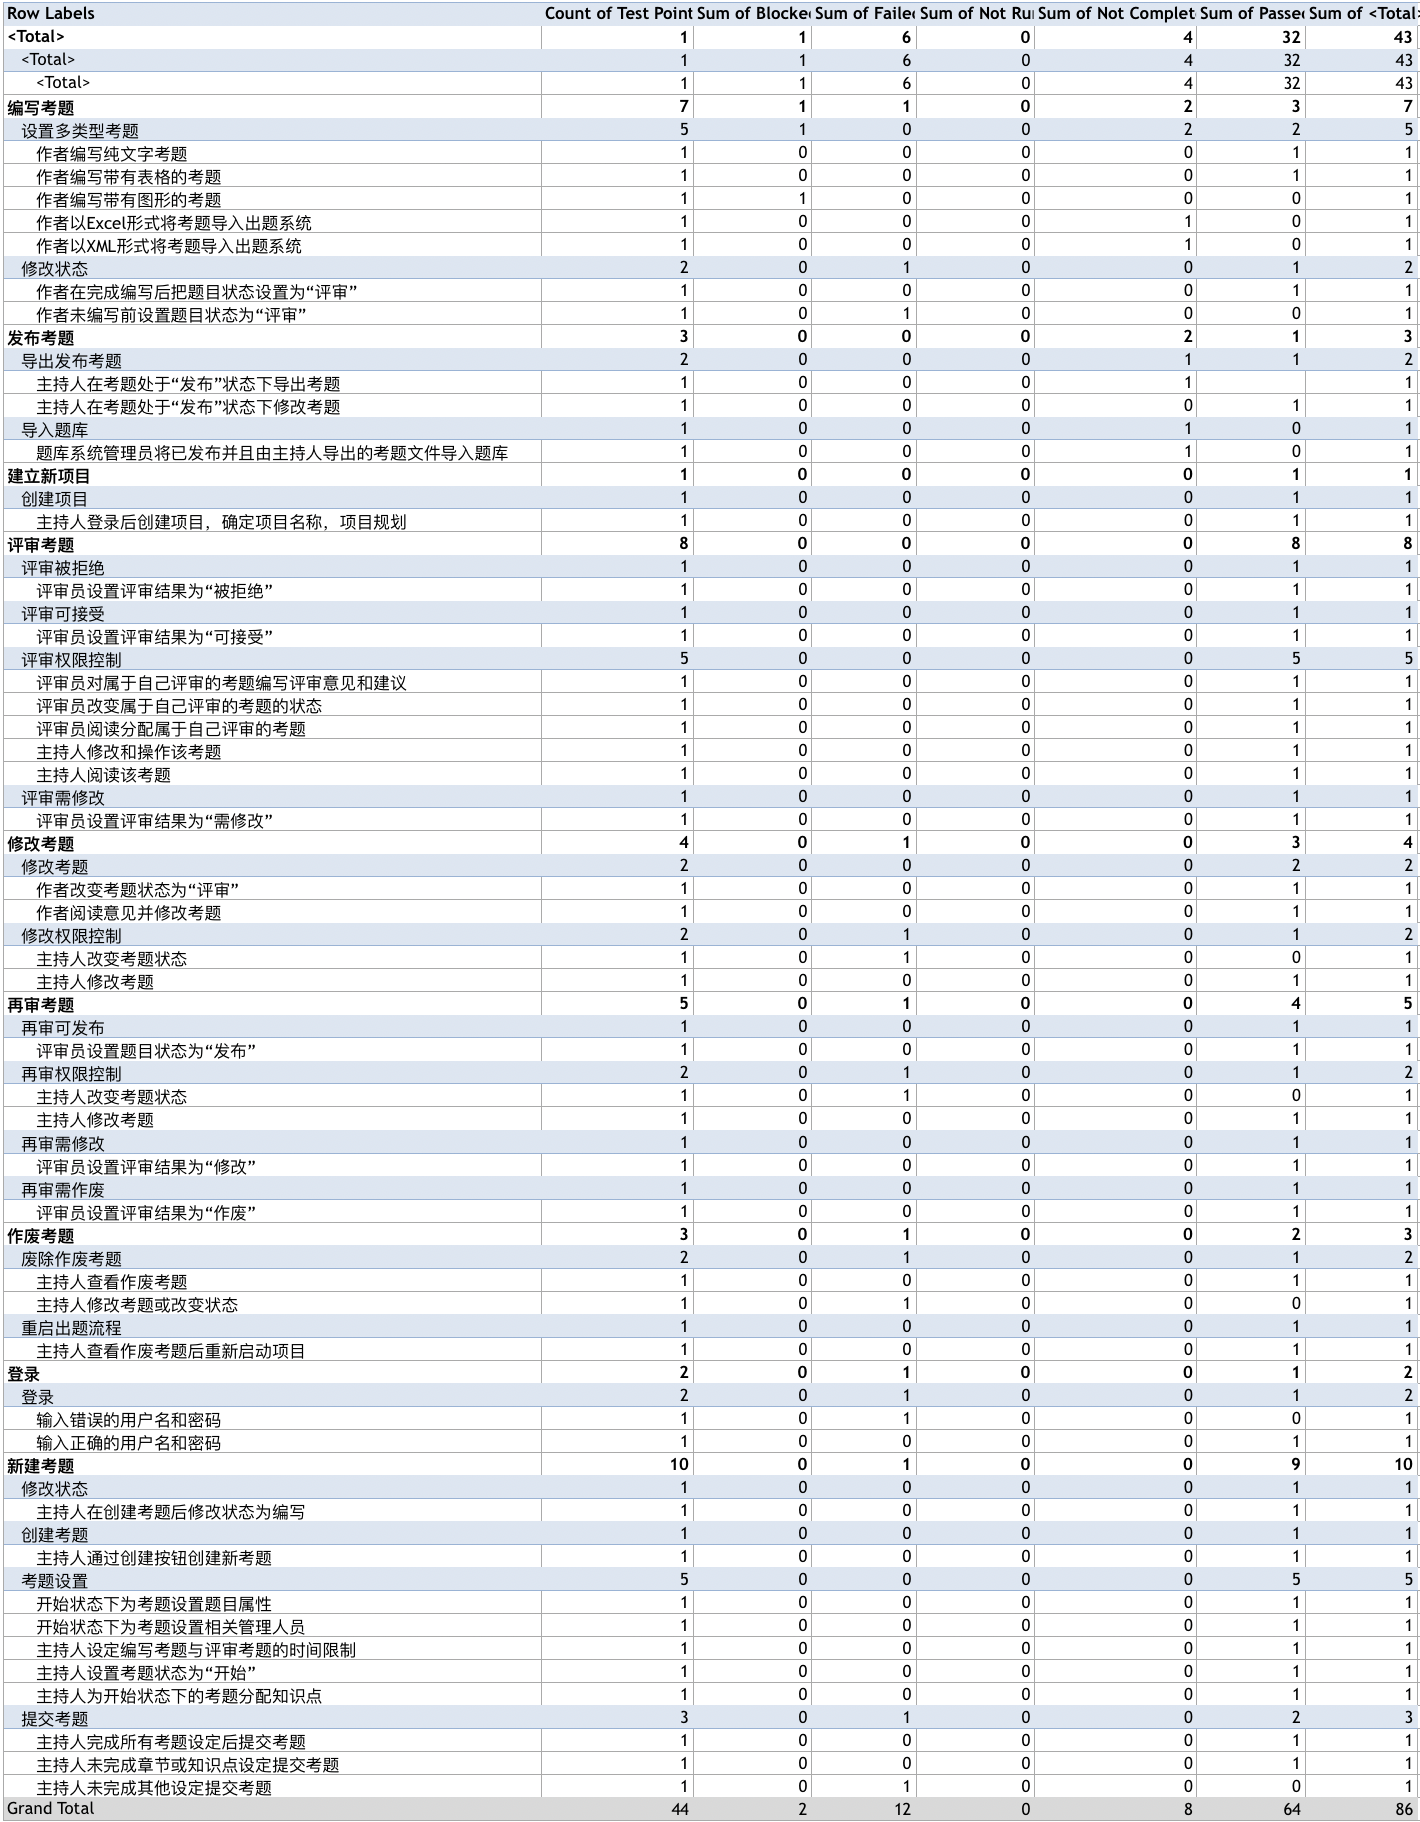 Row Labels Count of Test Point Sum of Blocke Sum of Failed Sum of Not Ru Sum of Not Complet Sum of Passed Sum of <Total>
<Total> 1 1 6 0 4 32 43
<Total> 1 1 6 0 4 32 43
<Total> 1 1 6 0 4 32 43
编写考题 7 1 1 0 2 3 7
设置多类型考题 5 1 0 0 2 2 5
作者编写纯文字考题 1 0 0 0 0 1 1
作者编写带有表格的考题 1 0 0 0 0 1 1
作者编写带有图形的考题 1 1 0 0 0 0 1
作者以Excel形式将考题导入出题系统 1 0 0 0 1 0 1
作者以XML形式将考题导入出题系统 1 0 0 0 1 0 1
修改状态 2 0 1 0 0 1 2
作者在完成编写后把题目状态设置为“评审” 1 0 0 0 0 1 1
作者未编写前设置题目状态为“评审” 1 0 1 0 0 0 1
发布考题 3 0 0 0 2 1 3
导出发布考题 2 0 0 0 1 1 2
主持人在考题处于“发布”状态下导出考题 1 0 0 0 1 1
主持人在考题处于“发布”状态下修改考题 1 0 0 0 0 1 1
导入题库 1 0 0 0 1 0 1
题库系统管理员将已发布并且由主持人导出的考题文件导入题库 1 0 0 0 1 0 1
建立新项目 1 0 0 0 0 1 1
创建项目 1 0 0 0 0 1 1
主持人登录后创建项目，确定项目名称，项目规划 1 0 0 0 0 1 1
评审考题 8 0 0 0 0 8 8
评审被拒绝 1 0 0 0 0 1 1
评审员设置评审结果为“被拒绝” 1 0 0 0 0 1 1
评审可接受 1 0 0 0 0 1 1
评审员设置评审结果为“可接受” 1 0 0 0 0 1 1
评审权限控制 5 0 0 0 0 5 5
评审员对属于自己评审的考题编写评审意见和建议 1 0 0 0 0 1 1
评审员改变属于自己评审的考题的状态 1 0 0 0 0 1 1
评审员阅读分配属于自己评审的考题 1 0 0 0 0 1 1
主持人修改和操作该考题 1 0 0 0 0 1 1
主持人阅读该考题 1 0 0 0 0 1 1
评审需修改 1 0 0 0 0 1 1
评审员设置评审结果为“需修改” 1 0 0 0 0 1 1
修改考题 4 0 1 0 0 3 4
修改考题 2 0 0 0 0 2 2
作者改变考题状态为“评审” 1 0 0 0 0 1 1
作者阅读意见并修改考题 1 0 0 0 0 1 1
修改权限控制 2 0 1 0 0 1 2
主持人改变考题状态 1 0 1 0 0 0 1
主持人修改考题 1 0 0 0 0 1 1
再审考题 5 0 1 0 0 4 5
再审可发布 1 0 0 0 0 1 1
评审员设置题目状态为“发布” 1 0 0 0 0 1 1
再审权限控制 2 0 1 0 0 1 2
主持人改变考题状态 1 0 1 0 0 0 1
主持人修改考题 1 0 0 0 0 1 1
再审需修改 1 0 0 0 0 1 1
评审员设置评审结果为“修改” 1 0 0 0 0 1 1
再审需作废 1 0 0 0 0 1 1
评审员设置评审结果为“作废” 1 0 0 0 0 1 1
作废考题 3 0 1 0 0 2 3
废除作废考题 2 0 1 0 0 1 2
主持人查看作废考题 1 0 0 0 0 1 1
主持人修改考题或改变状态 1 0 1 0 0 0 1
重启出题流程 1 0 0 0 0 1 1
主持人查看作废考题后重新启动项目 1 0 0 0 0 1 1
登录 2 0 1 0 0 1 2
登录 2 0 1 0 0 1 2
输入错误的用户名和密码 1 0 1 0 0 0 1
输入正确的用户名和密码 1 0 0 0 0 1 1
新建考题 10 0 1 0 0 9 10
修改状态 1 0 0 0 0 1 1
主持人在创建考题后修改状态为编写 1 0 0 0 0 1 1
创建考题 1 0 0 0 0 1 1
主持人通过创建按钮创建新考题 1 0 0 0 0 1 1
考题设置 5 0 0 0 0 5 5
开始状态下为考题设置题目属性 1 0 0 0 0 1 1
开始状态下为考题设置相关管理人员 1 0 0 0 0 1 1
主持人设定编写考题与评审考题的时间限制 1 0 0 0 0 1 1
主持人设置考题状态为“开始” 1 0 0 0 0 1 1
主持人为开始状态下的考题分配知识点 1 0 0 0 0 1 1
提交考题 3 0 1 0 0 2 3
主持人完成所有考题设定后提交考题 1 0 0 0 0 1 1
主持人未完成章节或知识点设定提交考题 1 0 0 0 0 1 1
主持人未完成其他设定提交考题 1 0 1 0 0 0 1
Grand Total 44 2 12 0 8 64 86